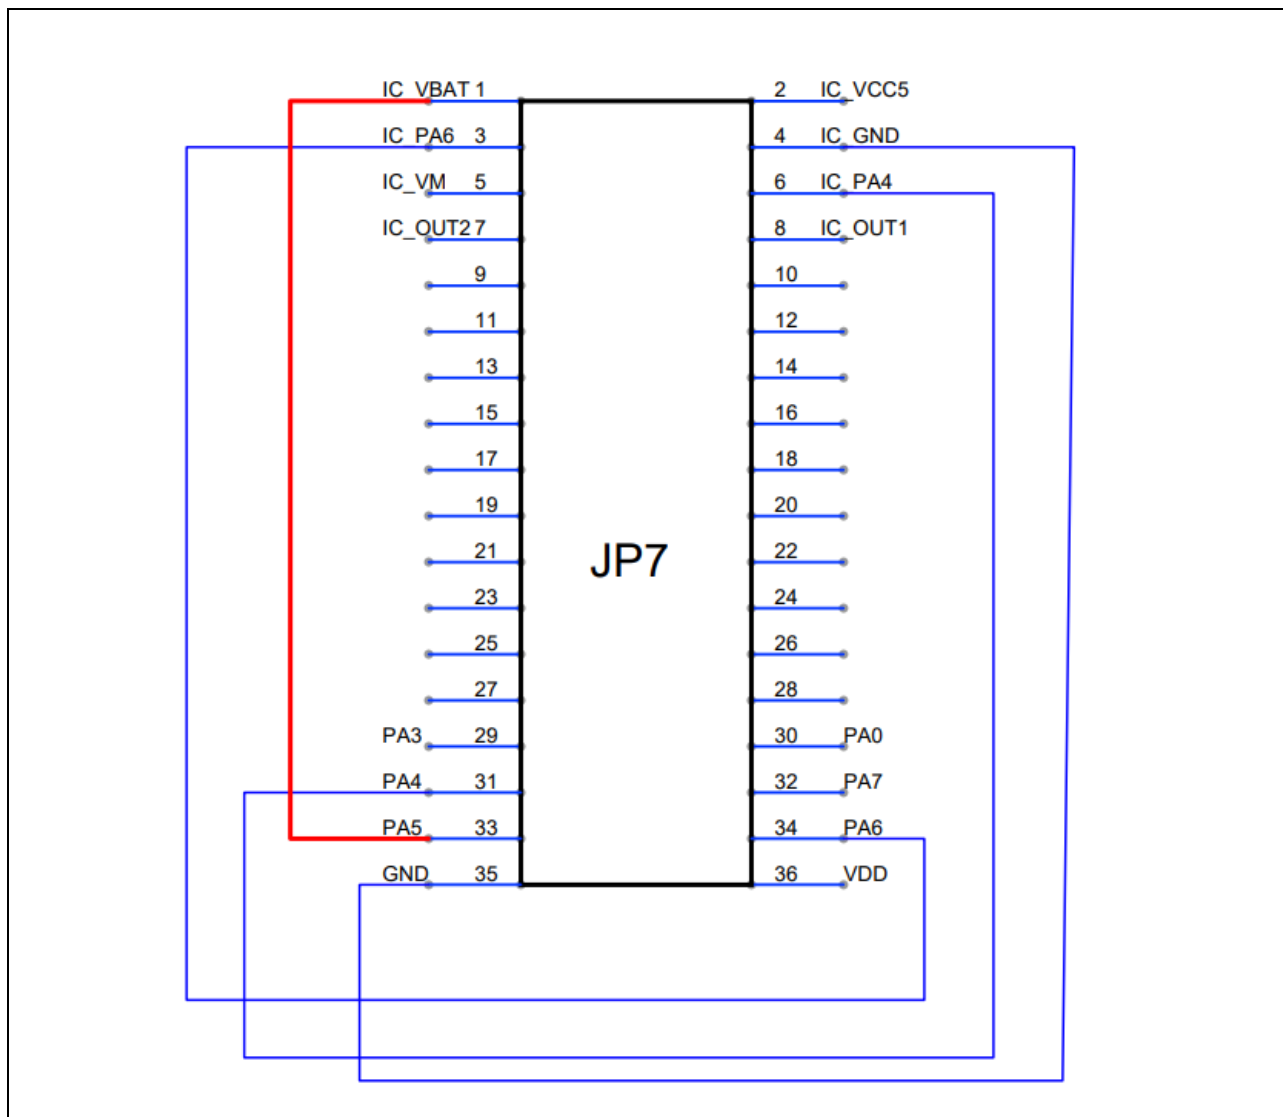 IC_VBAT 1 2 IC_VCC5
IC_PA6 3 4 IC_GND
IC_VM 5 6 IC_PA4
IC_OUT2 7 8 IC_OUT1
9 10
11 12
13 14
15 16
17 18
19 20
21 22
JP7
23 24
25 26
27 28
PA3 29 30 PA0
PA4 31 32 PA7
PA5 33 34 PA6
GND 35 36 VDD